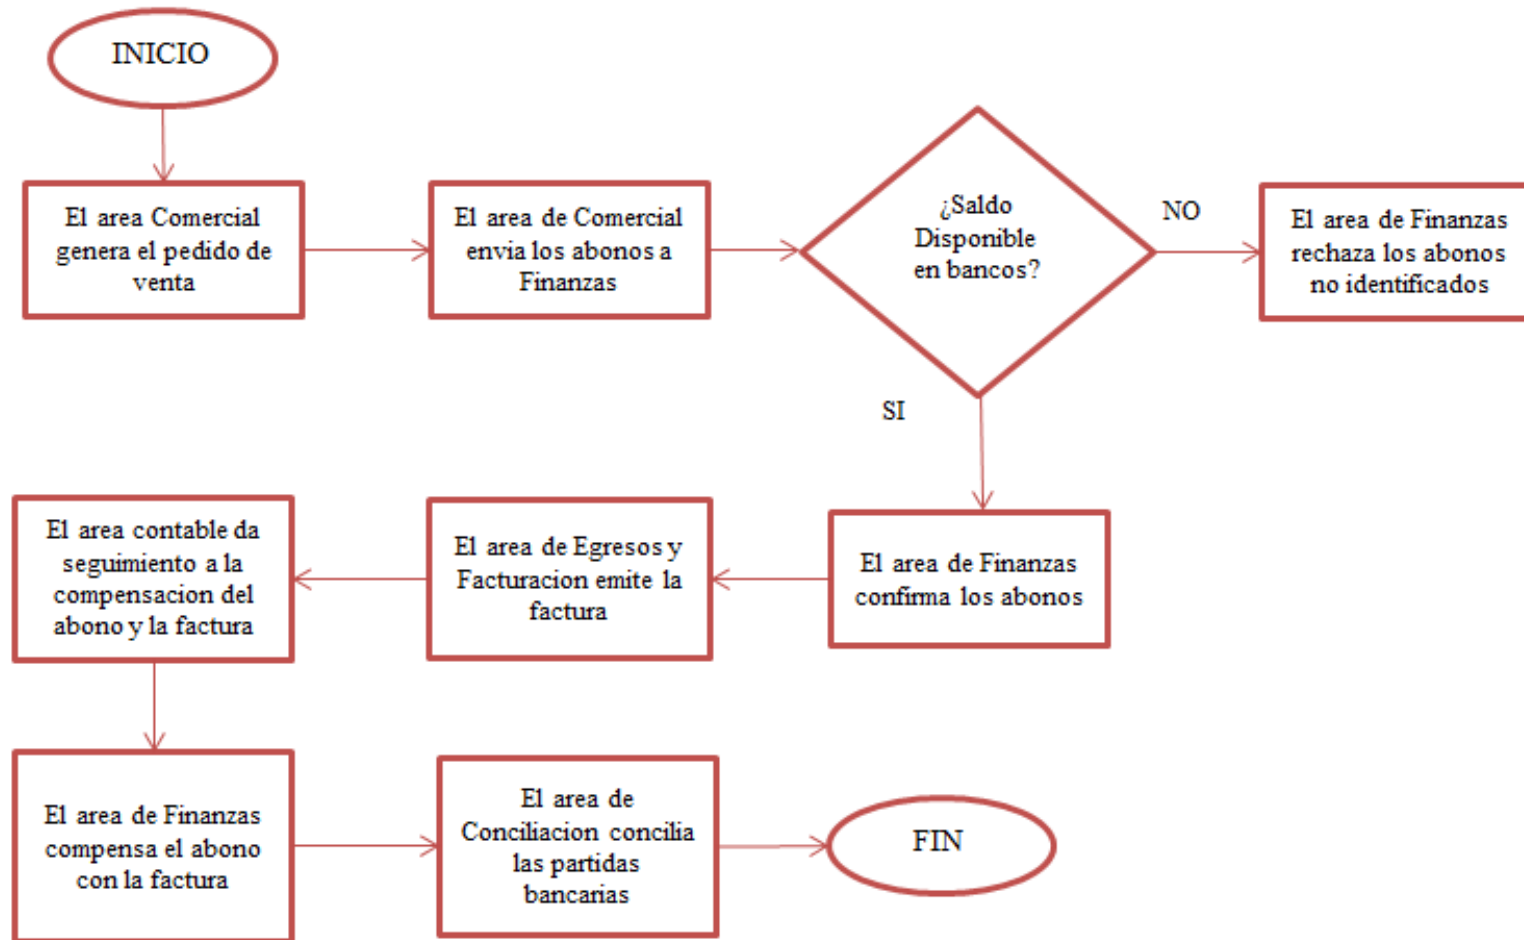 INICIO
El area Comercial
genera el pedido de
venta
El area de Comercial
envia los abonos a
Finanzas
¿Saldo
Disponible
en bancos?
NO
El area de Finanzas
rechaza los abonos
no identificados
SI
El area de Finanzas
confirma los abonos
El area de Egresos y
Facturacion emite la
factura
El area contable da
seguimiento a la
compensacion del
abono y la factura
El area de Finanzas
compensa el abono
con la factura
El area de
Conciliacion concilia
las partidas
bancarias
FIN